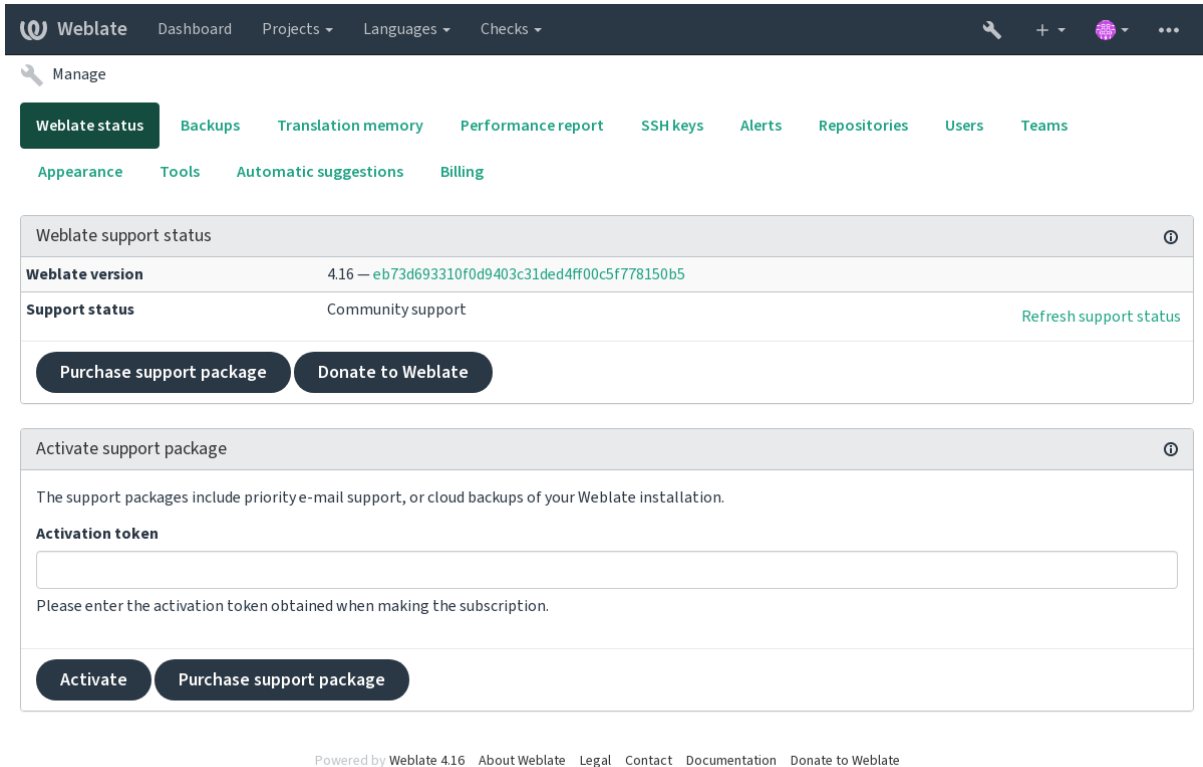 Weblate Dashboard Projects Languages Checks
Manage
Weblate status Backups Translation memory Performance report SSH keys Alerts Repositories Users Teams
Appearance Tools Automatic suggestions Billing
Weblate support status
Weblate version 4.16 — eb73d693310f0d9403c31ded4ff00c5f778150b5
Support status Community support Refresh support status
Purchase support package Donate to Weblate
Activate support package
The support packages include priority e-mail support, or cloud backups of your Weblate installation.
Activation token
Please enter the activation token obtained when making the subscription.
Activate Purchase support package
Powered by Weblate 4.16 About Weblate Legal Contact Documentation Donate to Weblate